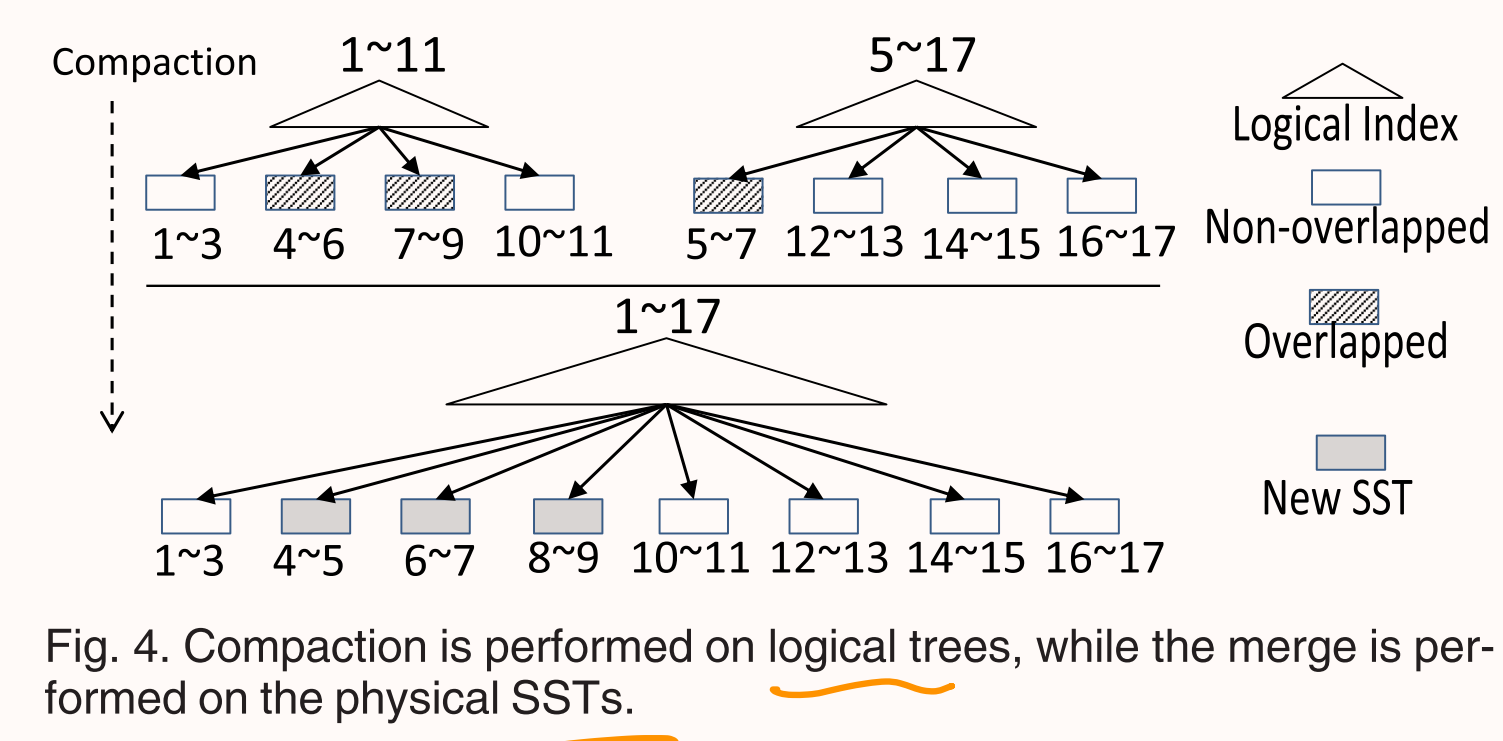 Compaction
1~11
5~17
Logical Index
1~3 4~6 7~9 10~11 5~7 12~13 14~15 16~17
Non-overlapped
1~17
Overlapped
New SST
1~3 4~5 6~7 8~9 10~11 12~13 14~15 16~17
Fig. 4. Compaction is performed on logical trees, while the merge is per-
formed on the physical SSTs.